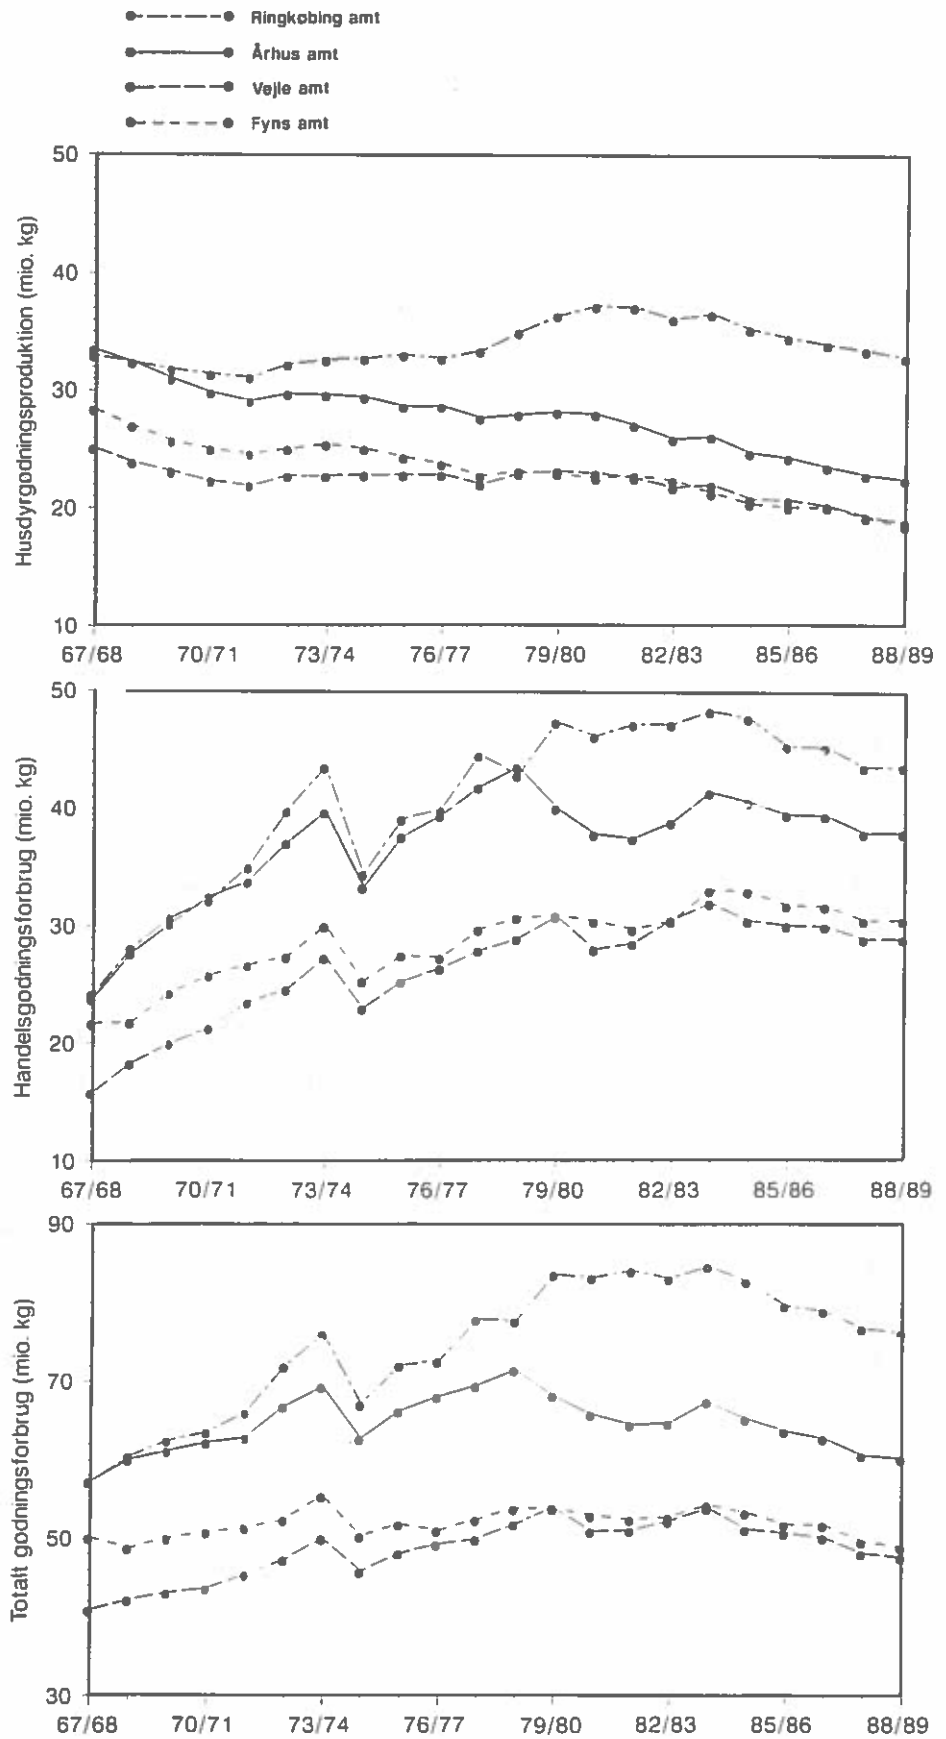 Ringkøbing amt
Århus amt
Vejle amt
Fyns amt
Husdyrgødningsproduktion (mio. kg)
50
40
30
20
10
67/68 70/71 73/74 76/77 79/80 82/83 85/86 88/89
Handelsgødningsforbrug (mio. kg)
50
40
30
20
10
67/68 70/71 73/74 76/77 79/80 82/83 85/86 88/89
Totalt gødningsforbrug (mio. kg)
90
70
50
30
67/68 70/71 73/74 76/77 79/80 82/83 85/86 88/89